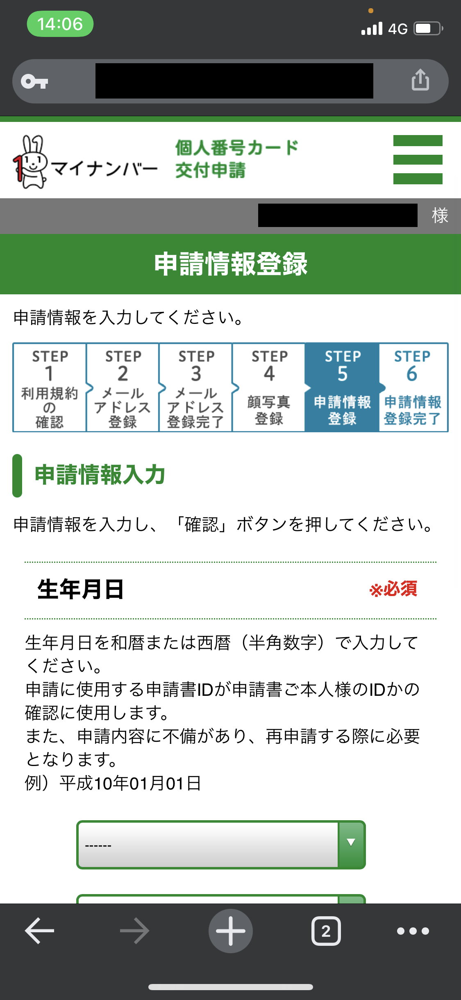 14:06
4G
マイナンバー
個人番号カード
交付申請
様
申請情報登録
申請情報を入力してください。
STEP
1
利用規約
の
確認
STEP
2
メール
アドレス
登録
STEP
3
メール
アドレス
登録完了
STEP
4
顔写真
登録
STEP
5
申請情報
登録
STEP
6
申請情報
登録完了
申請情報入力
申請情報を入力し、「確認」ボタンを押してください。
生年月日
※必須
生年月日を和暦または西暦（半角数字）で入力して
ください。
申請に使用する申請書IDが申請書ご本人様のIDかの
確認に使用します。
また、申請内容に不備があり、再申請する際に必要
となります。
例）平成10年01月01日
------
2